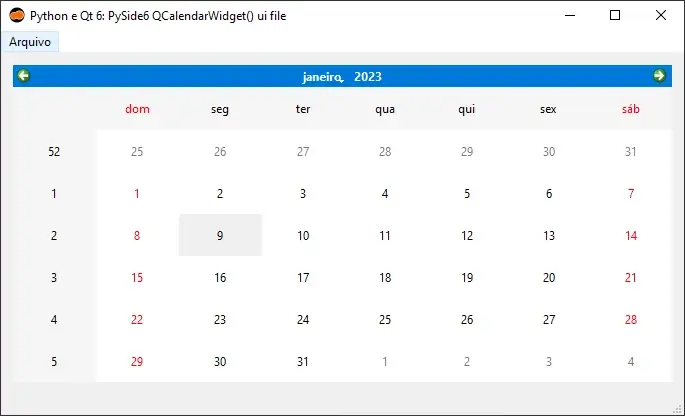 Python e Qt 6: PySide6 QCalendarWidget() ui file
Arquivo
janeiro, 2023
dom seg ter qua qui sex sáb
52 25 26 27 28 29 30 31
1 1 2 3 4 5 6 7
2 8 9 10 11 12 13 14
3 15 16 17 18 19 20 21
4 22 23 24 25 26 27 28
5 29 30 31 1 2 3 4